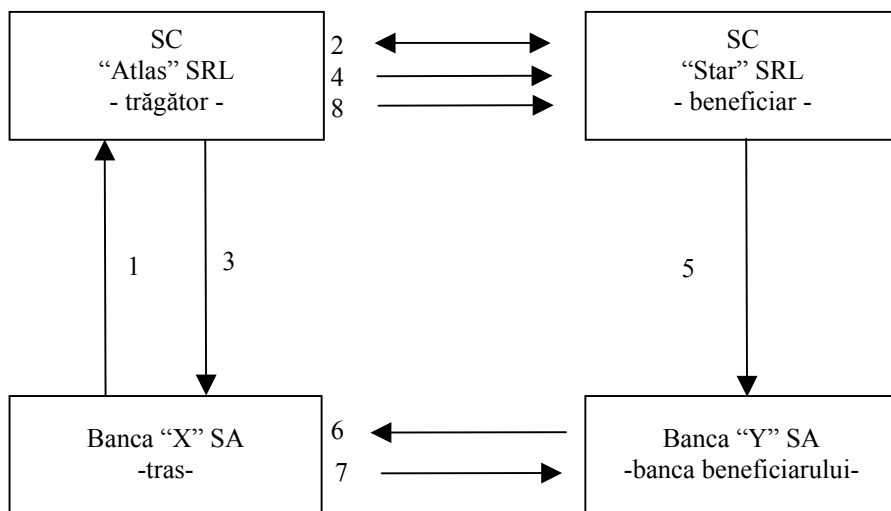 SC
“Atlas” SRL
- trăgător -
2
4
8
SC
“Star” SRL
- beneficiar -
1
3
5
Banca “X” SA
-tras-
6
7
Banca “Y” SA
-banca beneficiarului-